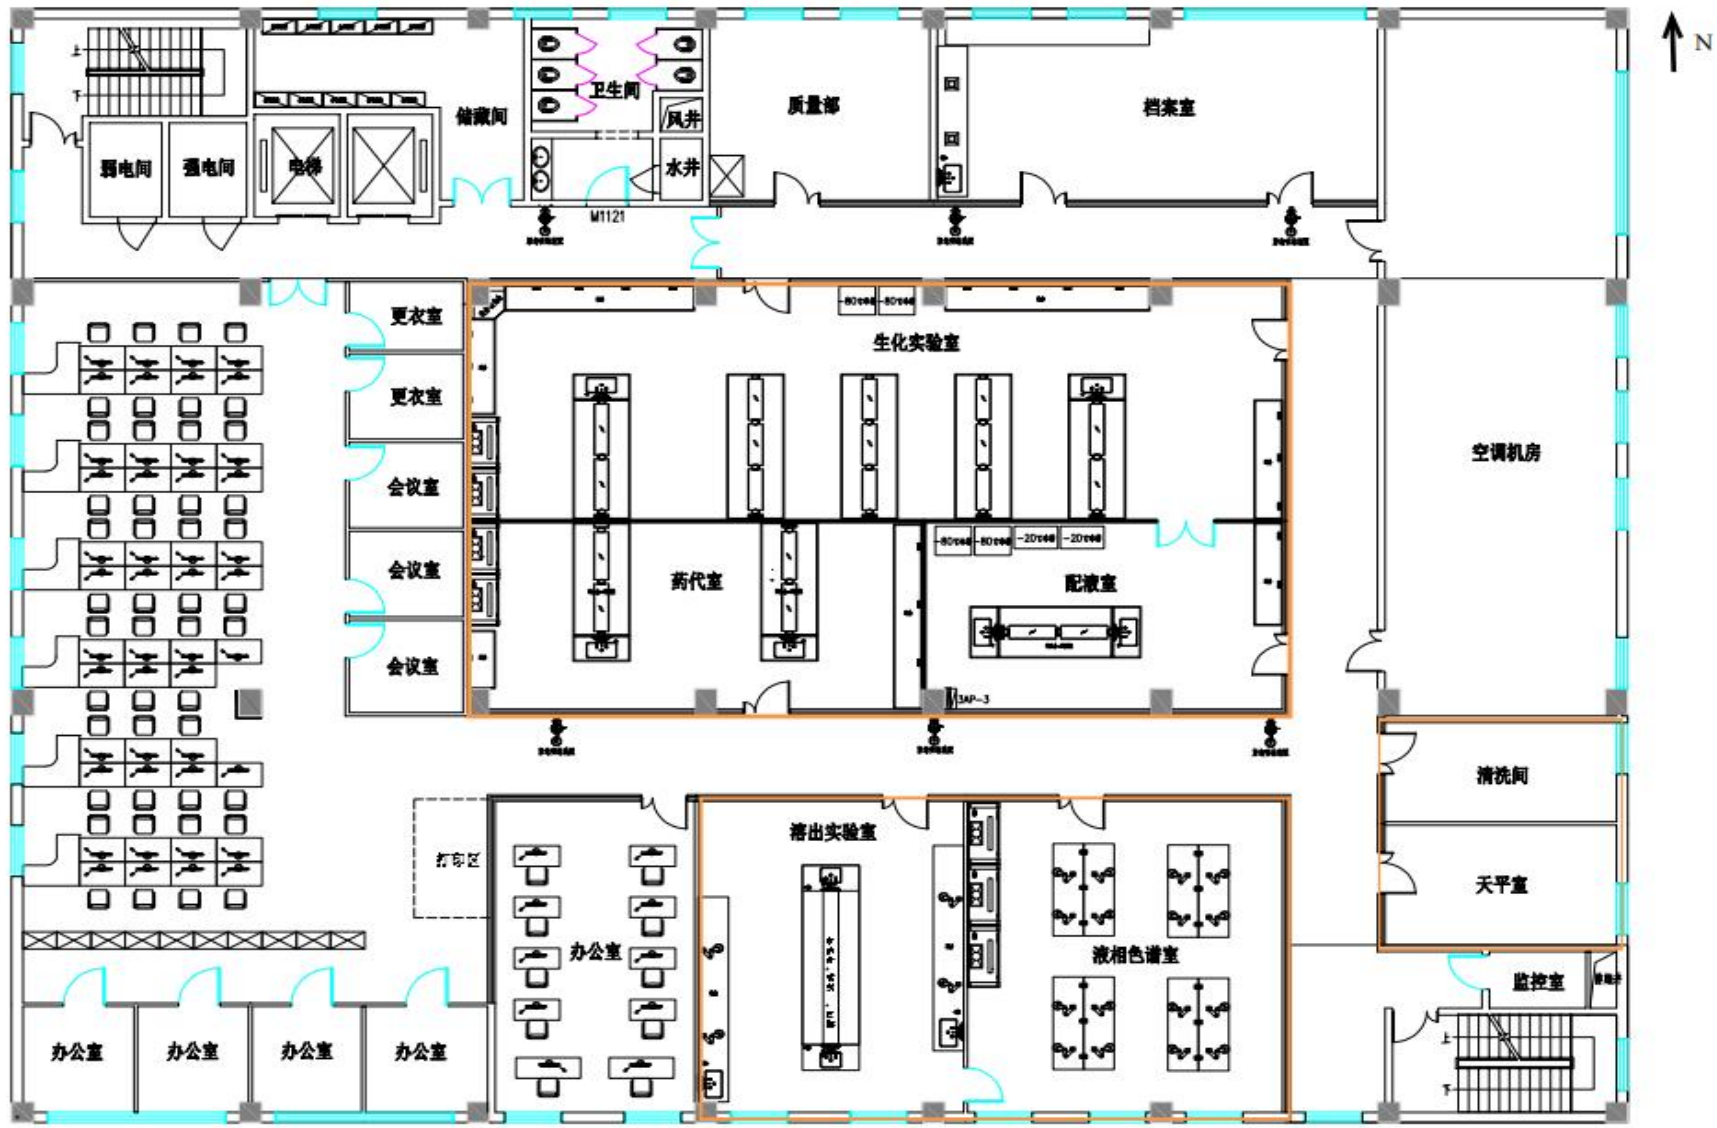 N
上
下
储藏间
卫生间
风井
水井
质量部
档案室
弱电间
强电间
电梯
M1121
更衣室
更衣室
会议室
会议室
会议室
生化实验室
空调机房
药代室
配液室
3AP-3
清洗间
天平室
打印区
办公室
溶出实验室
液相色谱室
监控室
上
下
办公室
办公室
办公室
办公室